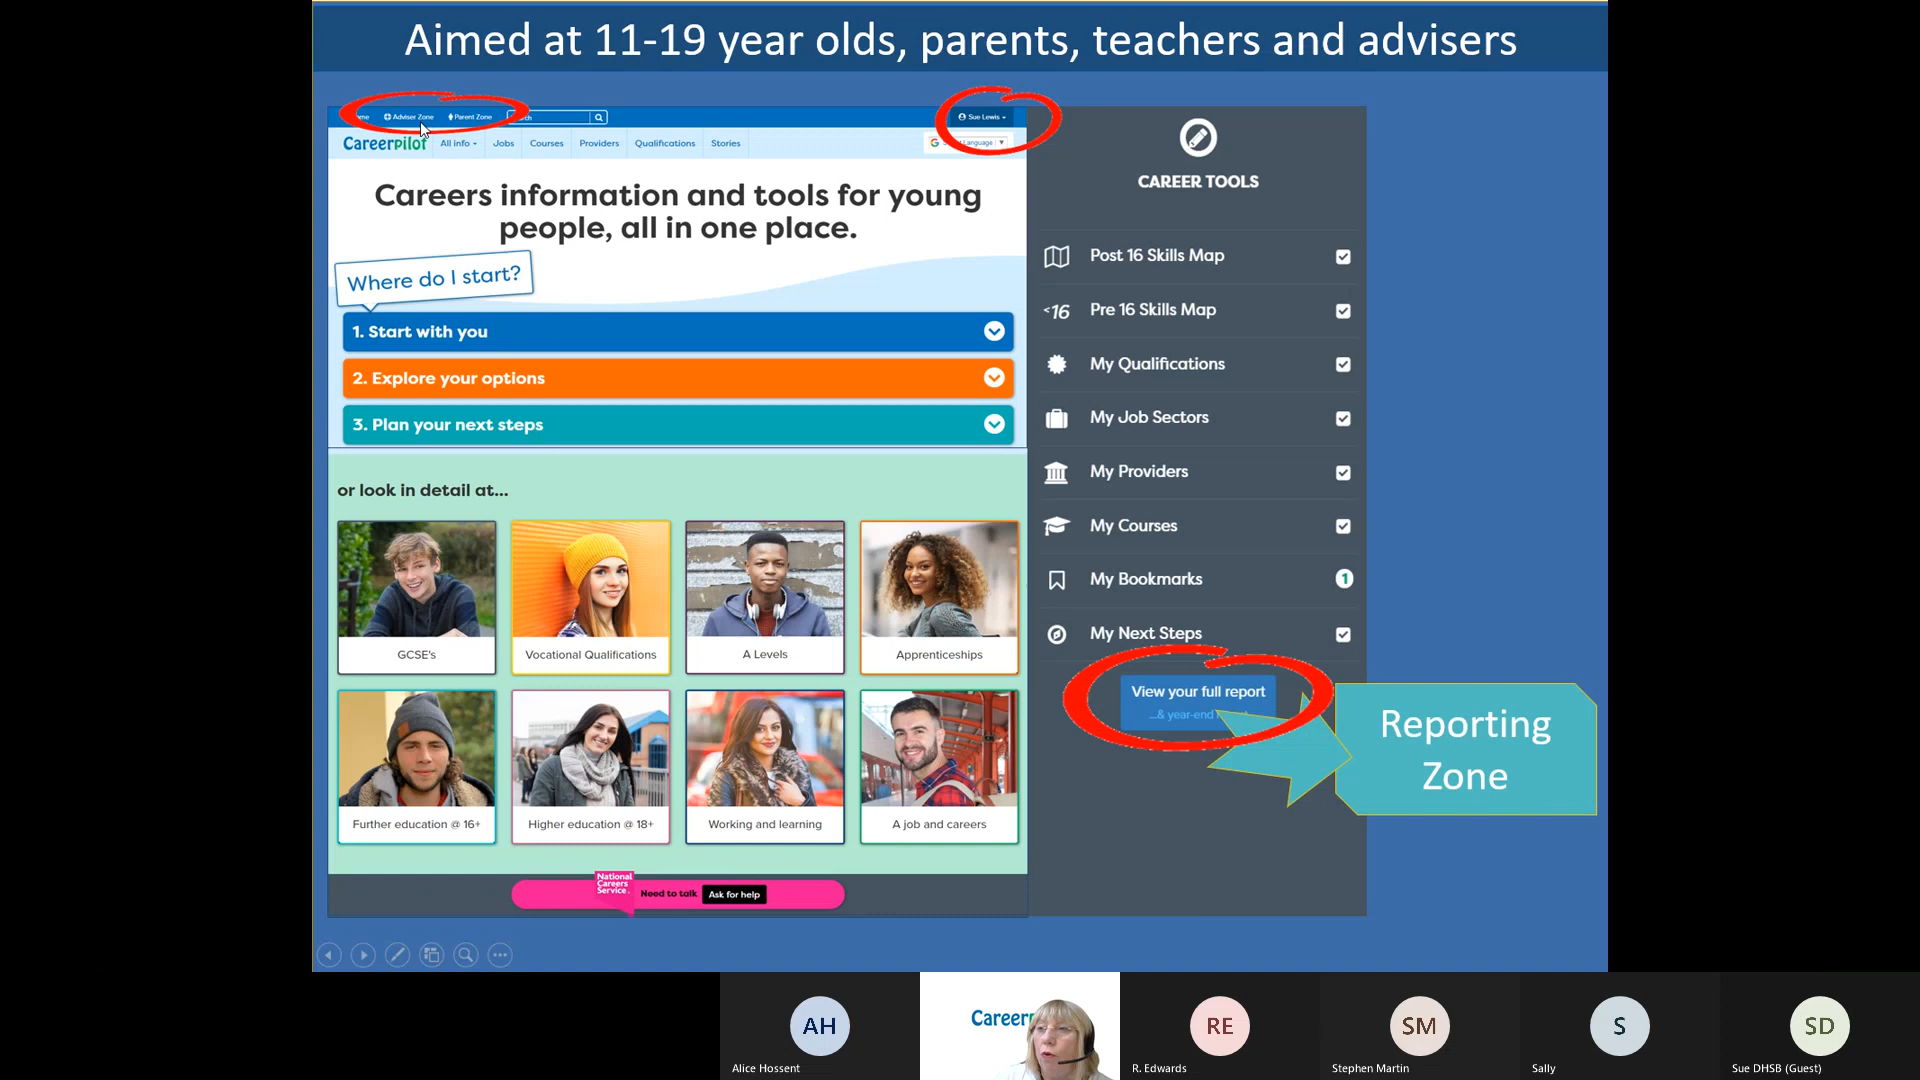 Aimed at 11-19 year olds, parents, teachers and advisers
Adviser Zone
Parent Zone
Sue Lewis
Careerpilot
All info
Jobs
Courses
Providers
Qualifications
Stories
Language
Careers information and tools for young
people, all in one place.
Where do I start?
1. Start with you
2. Explore your options
3. Plan your next steps
or look in detail at...
GCSE's
Vocational Qualifications
A Levels
Apprenticeships
Further education @ 16+
Higher education @ 18+
Working and learning
A job and careers
National
Careers
Service
Need to talk
Ask for help
CAREER TOOLS
Post 16 Skills Map
<16
Pre 16 Skills Map
My Qualifications
My Job Sectors
My Providers
My Courses
My Bookmarks
1
My Next Steps
View your full report
...& year-end
Reporting
Zone
AH
Alice Hossent
Career
RE
R. Edwards
SM
Stephen Martin
S
Sally
SD
Sue DHSB (Guest)